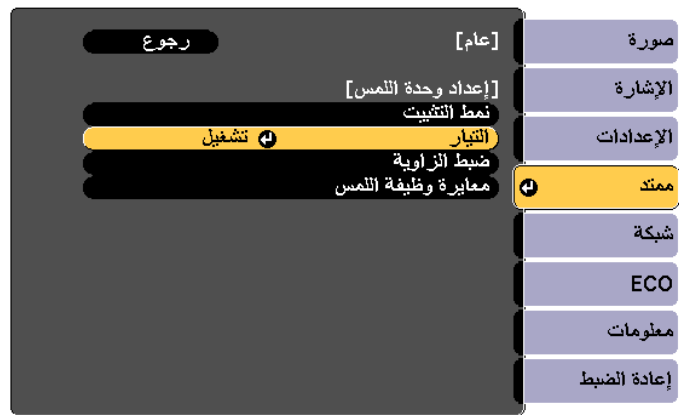 صورة
الإشارة
الإعدادات
ممتد
شبكة
ECO
معلومات
إعادة الضبط
[عام] رجوع
[إعداد وحدة اللمس]
نمط التثبيت
التيار تشغيل
ضبط الزاوية
معايرة وظيفة اللمس